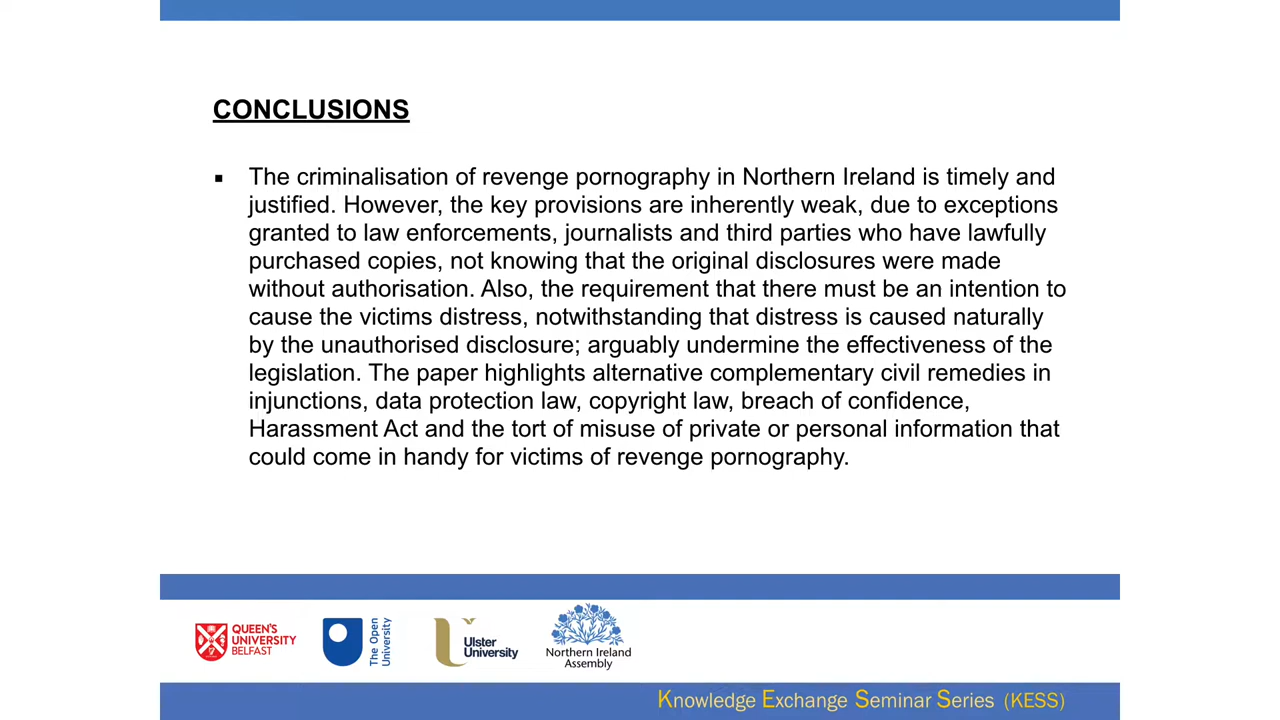 CONCLUSIONS
▪ The criminalisation of revenge pornography in Northern Ireland is timely and
justified. However, the key provisions are inherently weak, due to exceptions
granted to law enforcements, journalists and third parties who have lawfully
purchased copies, not knowing that the original disclosures were made
without authorisation. Also, the requirement that there must be an intention to
cause the victims distress, notwithstanding that distress is caused naturally
by the unauthorised disclosure; arguably undermine the effectiveness of the
legislation. The paper highlights alternative complementary civil remedies in
injunctions, data protection law, copyright law, breach of confidence,
Harassment Act and the tort of misuse of private or personal information that
could come in handy for victims of revenge pornography.
QUEEN'S
UNIVERSITY
BELFAST
The Open
University
Ulster
University
Northern Ireland
Assembly
Knowledge Exchange Seminar Series (KESS)